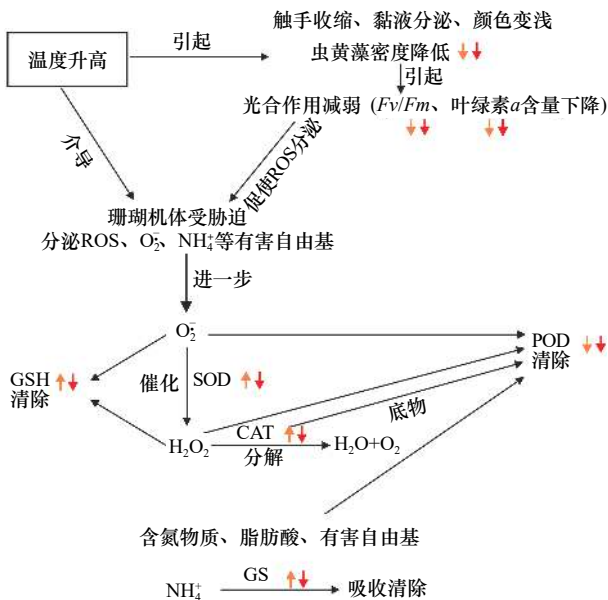 触手收缩、黏液分泌、颜色变浅
引起
温度升高
虫黄藻密度降低
引起
光合作用减弱 (Fv/Fm、叶绿素a含量下降)
介导
促使ROS分泌
珊瑚机体受胁迫
分泌ROS、O₂⁻、NH₄⁺等有害自由基
进一步
O₂⁻
POD
清除
GSH
清除
催化
SOD
底物
H₂O₂
CAT
分解
H₂O+O₂
含氮物质、脂肪酸、有害自由基
NH₄⁺
GS
吸收清除